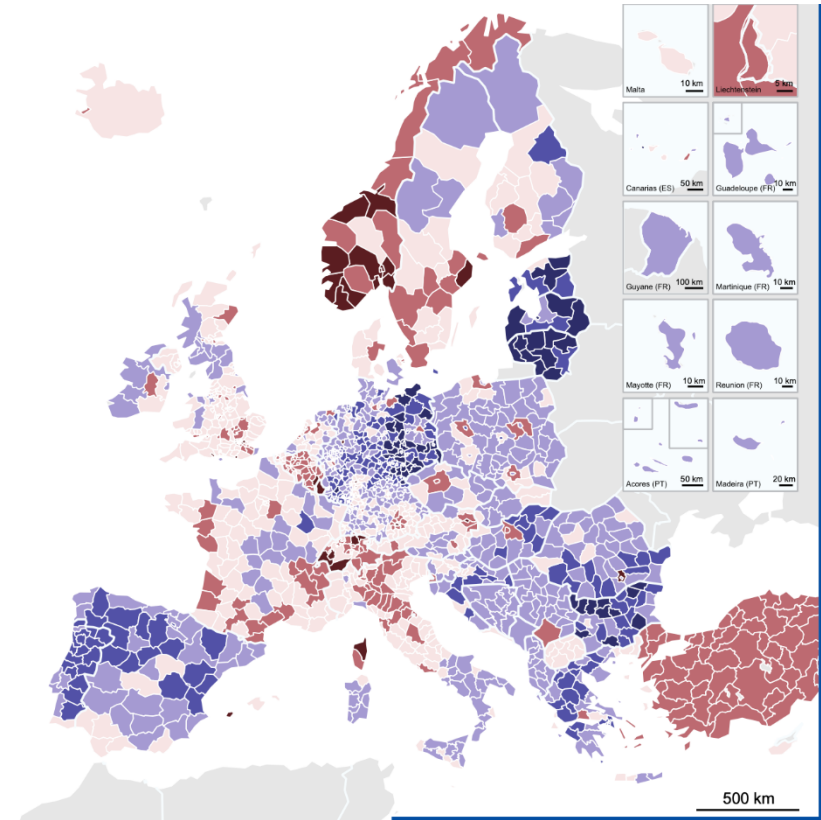 Malta
10 km
Liechtenstein
5 km
Canarias (ES)
50 km
Guadeloupe (FR)
10 km
Guyane (FR)
100 km
Martinique (FR)
10 km
Mayotte (FR)
10 km
Reunion (FR)
10 km
Acores (PT)
50 km
Madeira (PT)
20 km
500 km